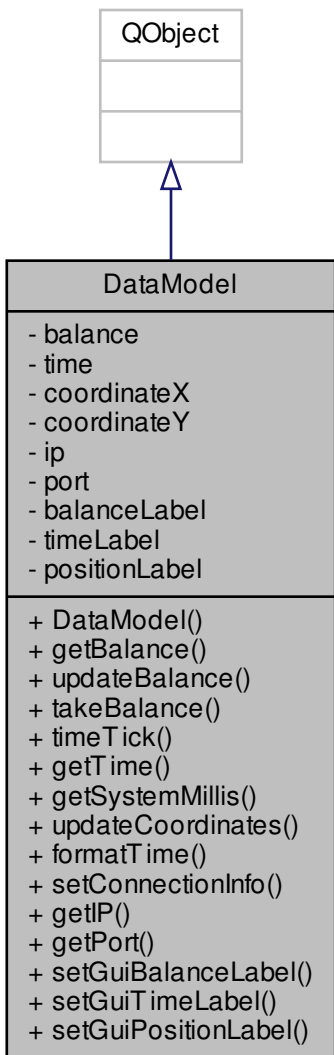 QObject
DataModel
- balance
- time
- coordinateX
- coordinateY
- ip
- port
- balanceLabel
- timeLabel
- positionLabel
+ DataModel()
+ getBalance()
+ updateBalance()
+ takeBalance()
+ timeTick()
+ getTime()
+ getSystemMillis()
+ updateCoordinates()
+ formatTime()
+ setConnectionInfo()
+ getIP()
+ getPort()
+ setGuiBalanceLabel()
+ setGuiTimeLabel()
+ setGuiPositionLabel()